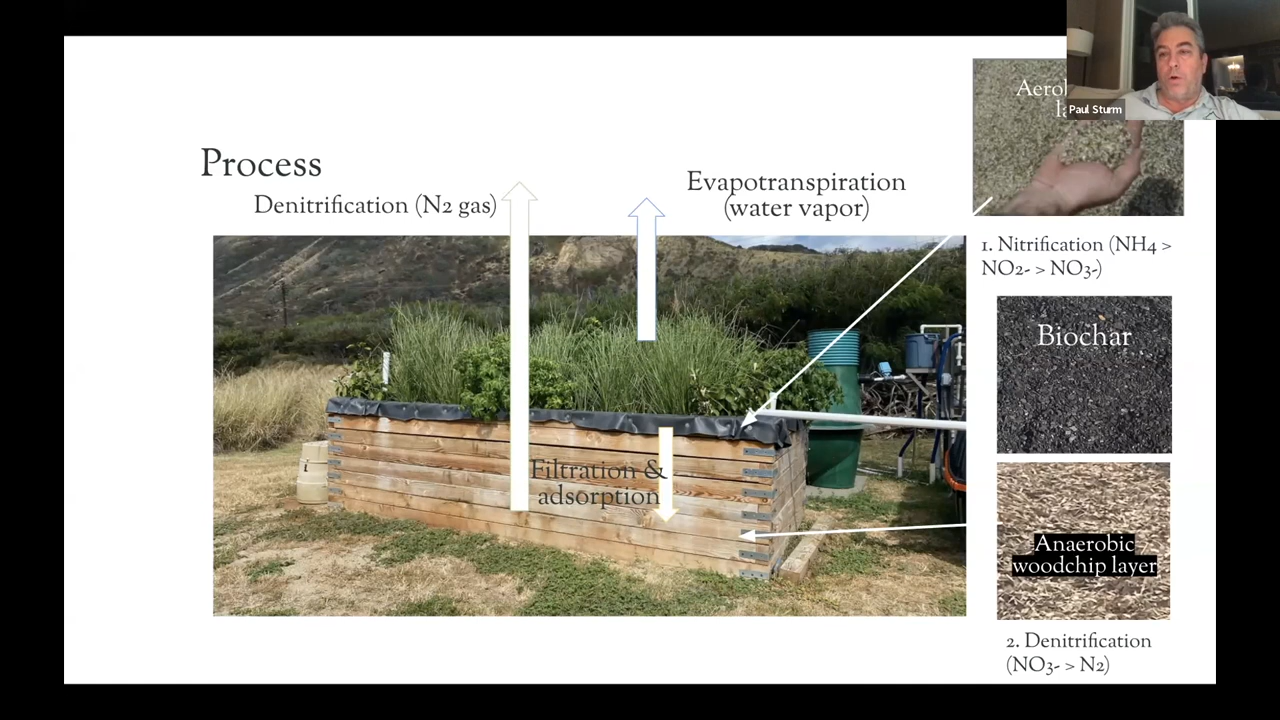 Paul Sturm
Process
Denitrification (N2 gas)
Evapotranspiration
(water vapor)
Filtration &
adsorption
1. Nitrification (NH4 >
NO2- > NO3-)
Biochar
Anaerobic
woodchip layer
2. Denitrification
(NO3- > N2)